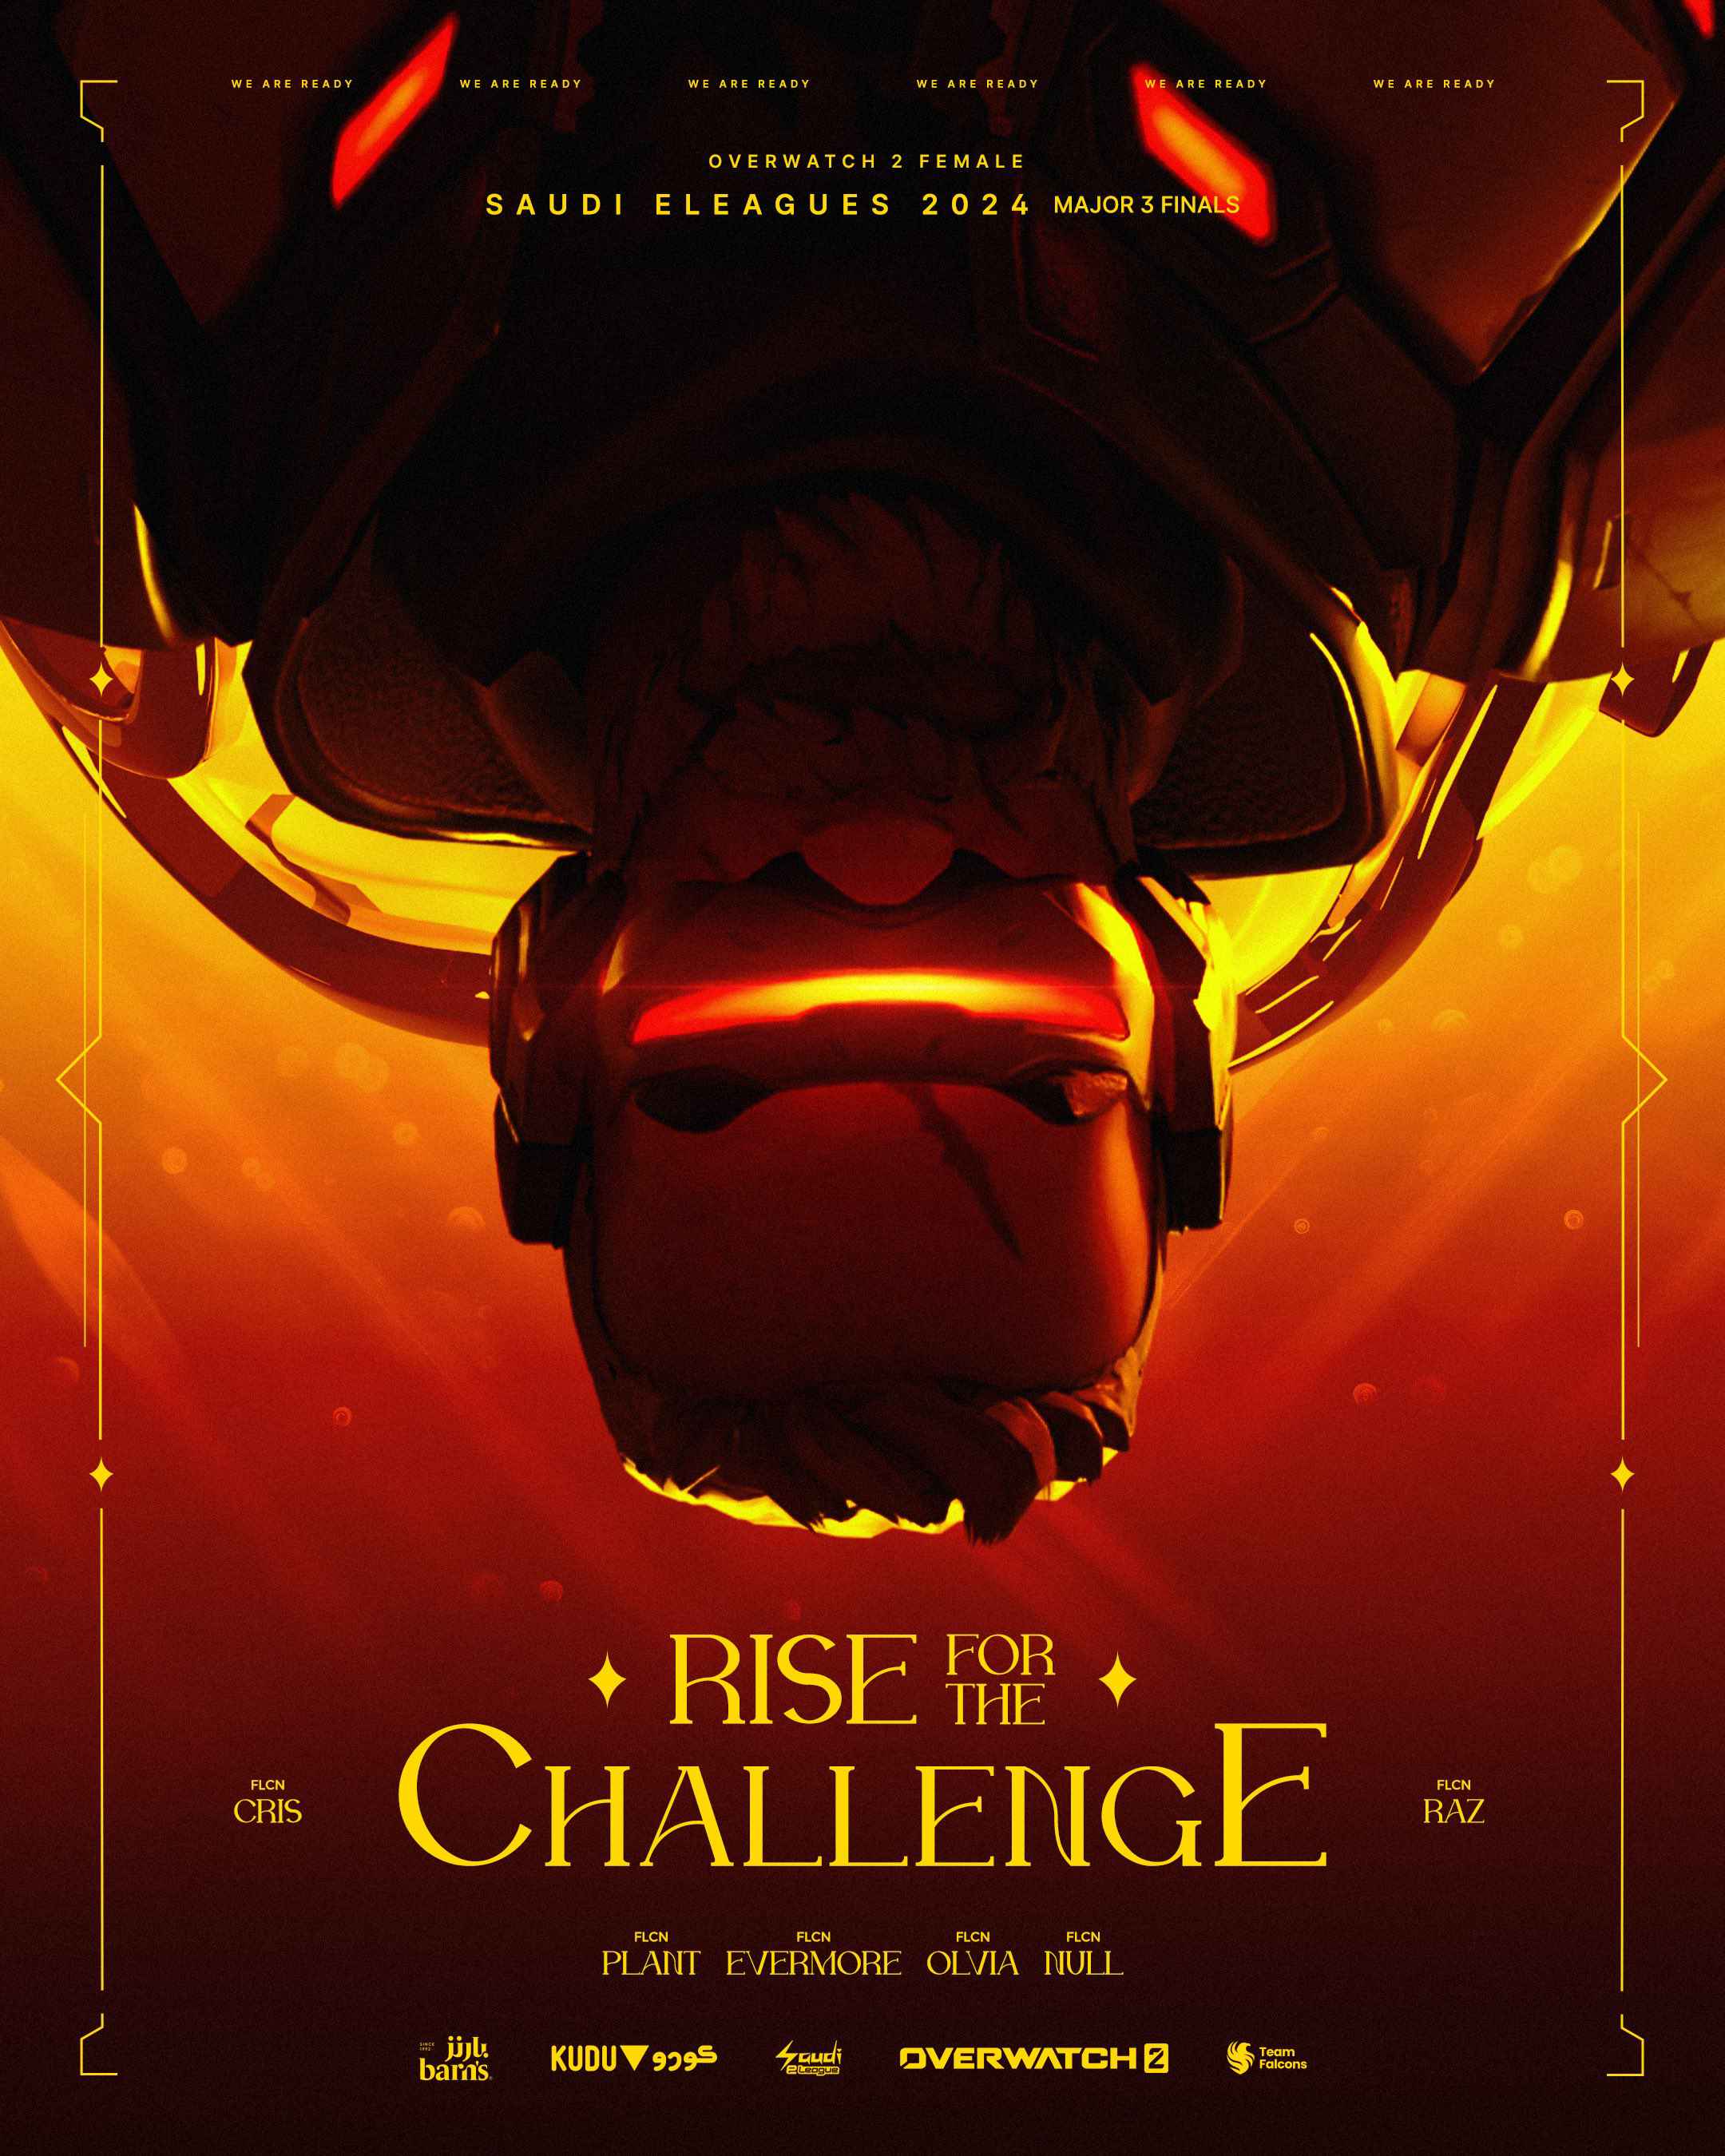 WE ARE READY WE ARE READY WE ARE READY WE ARE READY WE ARE READY WE ARE READY
OVERWATCH 2 FEMALE
SAUDI ELEAGUES 2024 MAJOR 3 FINALS
RISE FOR THE
CHALLENGE
FLCN
CRIS
FLCN
RAZ
FLCN FLCN FLCN FLCN
PLANT EVERMORE OLVIA NULL
SINCE 1992
بارنز
barn's
KUDU كودو
Saudi
eLeague
OVERWATCH 2
Team
Falcons